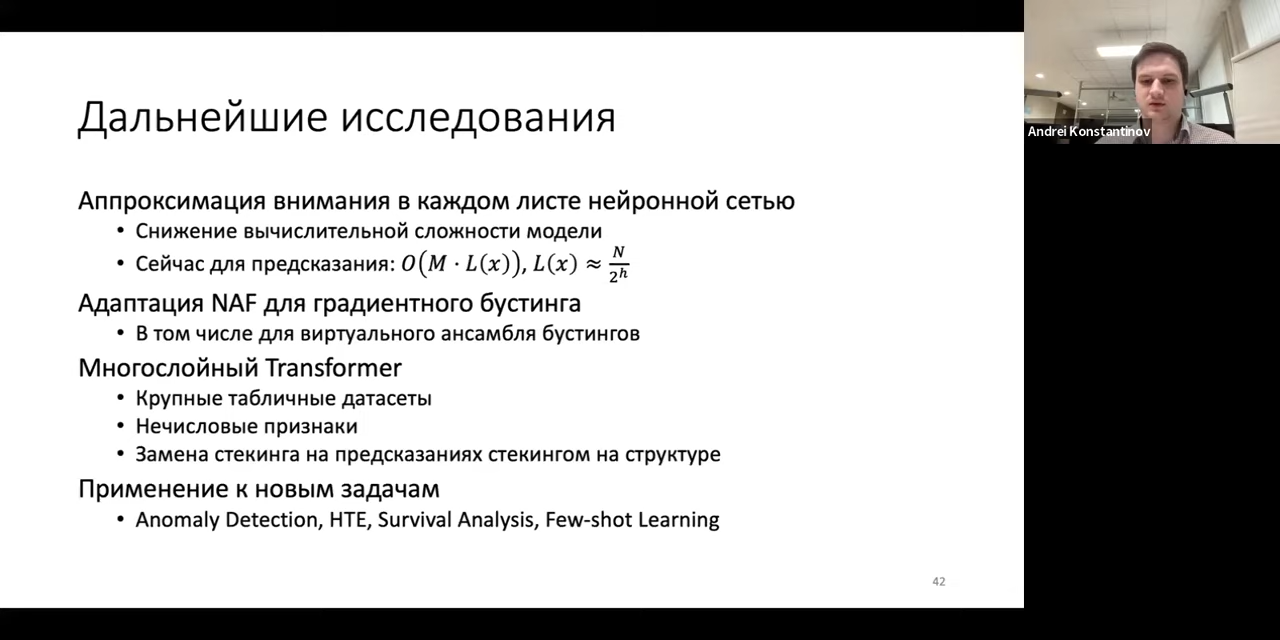 Дальнейшие исследования
Andrei Konstantinov
Аппроксимация внимания в каждом листе нейронной сетью
• Снижение вычислительной сложности модели
• Сейчас для предсказания: O(M · L(x)), L(x) ≈ N/2^h
Адаптация NAF для градиентного бустинга
• В том числе для виртуального ансамбля бустингов
Многослойный Transformer
• Крупные табличные датасеты
• Нечисловые признаки
• Замена стекинга на предсказаниях стекингом на структуре
Применение к новым задачам
• Anomaly Detection, HTE, Survival Analysis, Few-shot Learning
42